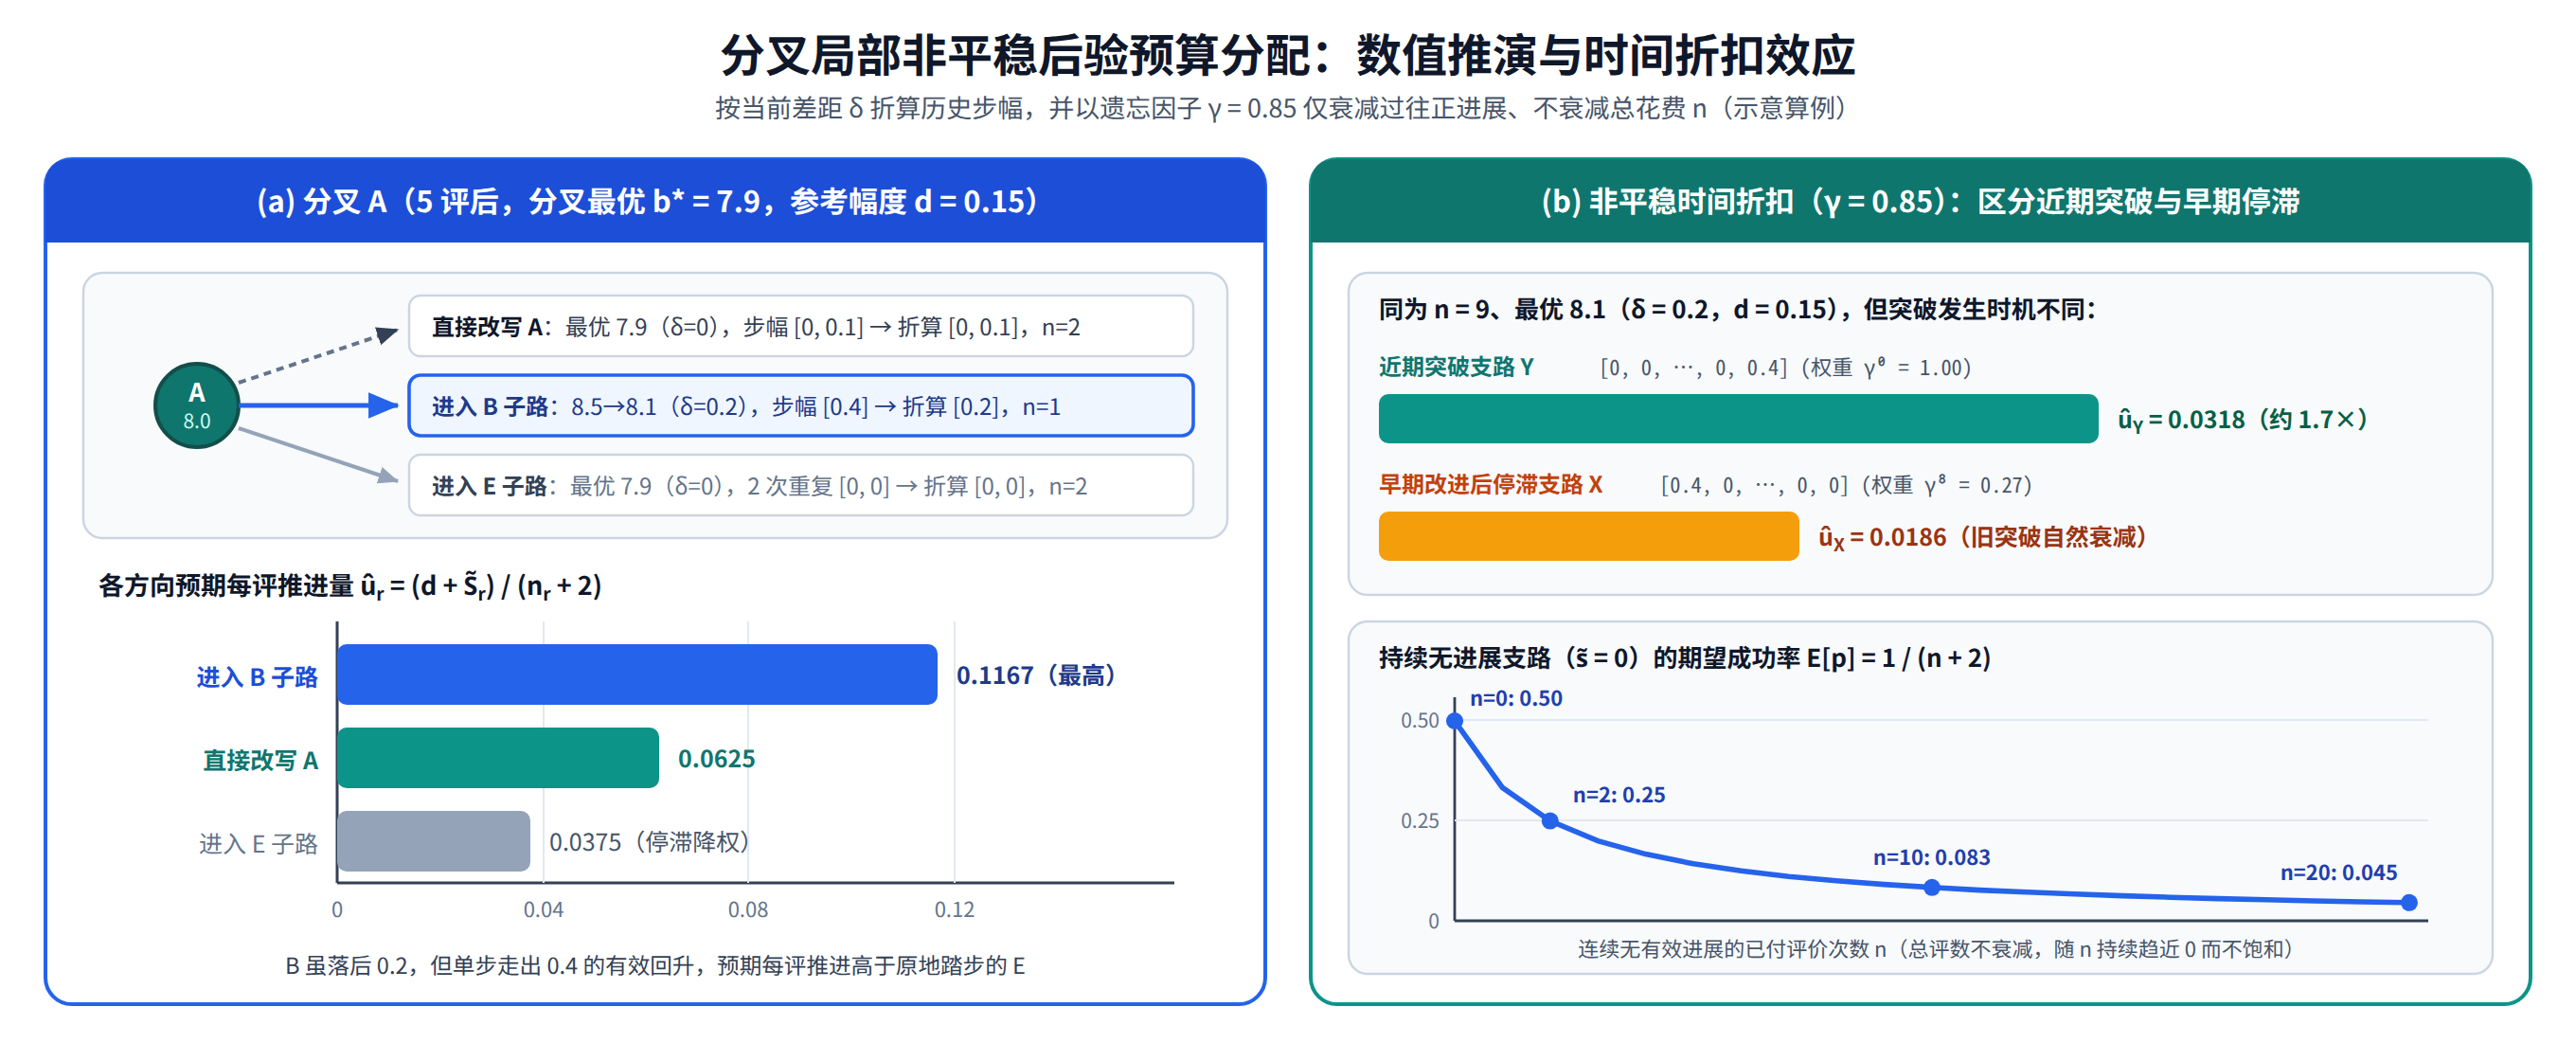 分叉局部非平稳后验预算分配：数值推演与时间折扣效应
按当前差距 δ 折算历史步幅，并以遗忘因子 γ = 0.85 仅衰减过往正进展、不衰减总花费 n（示意算例）
(a) 分叉 A（5 评后，分叉最优 b* = 7.9，参考幅度 d = 0.15）
A
8.0
直接改写 A：最优 7.9（δ=0），步幅 [0, 0.1] → 折算 [0, 0.1]，n=2
进入 B 子路：8.5→8.1（δ=0.2），步幅 [0.4] → 折算 [0.2]，n=1
进入 E 子路：最优 7.9（δ=0），2 次重复 [0, 0] → 折算 [0, 0]，n=2
各方向预期每评推进量 ûᵣ = (d + S̃ᵣ) / (nᵣ + 2)
进入 B 子路
0.1167（最高）
直接改写 A
0.0625
进入 E 子路
0.0375（停滞降权）
0 0.04 0.08 0.12
B 虽落后 0.2，但单步走出 0.4 的有效回升，预期每评推进高于原地踏步的 E
(b) 非平稳时间折扣（γ = 0.85）：区分近期突破与早期停滞
同为 n = 9、最优 8.1（δ = 0.2，d = 0.15），但突破发生时机不同：
近期突破支路 Y [0, 0, ⋯, 0, 0.4]（权重 γ⁰ = 1.00）
û_Y = 0.0318（约 1.7×）
早期改进后停滞支路 X [0.4, 0, ⋯, 0, 0]（权重 γ⁸ = 0.27）
û_X = 0.0186（旧突破自然衰减）
持续无进展支路（s̃ = 0）的期望成功率 E[p] = 1 / (n + 2)
0.50
0.25
0
n=0: 0.50
n=2: 0.25
n=10: 0.083
n=20: 0.045
连续无有效进展的已付评价次数 n（总评数不衰减，随 n 持续趋近 0 而不饱和）